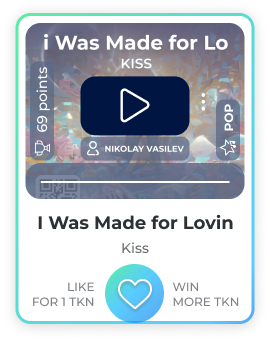 i Was Made for Lo
KISS
69 points
POP
NIKOLAY VASILEV
I Was Made for Lovin
Kiss
LIKE
FOR 1 TKN
WIN
MORE TKN